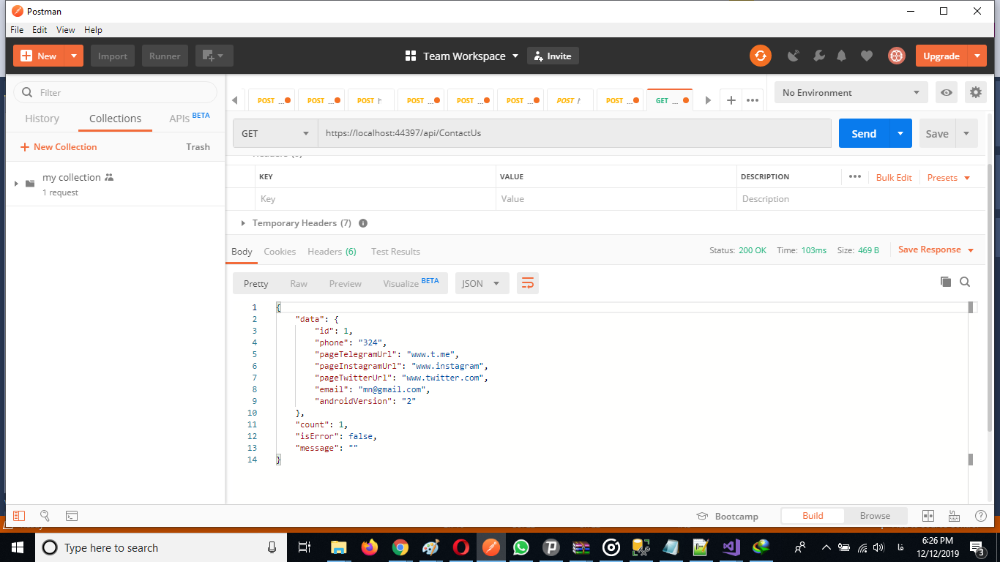 Postman
File Edit View Help
New Import Runner Team Workspace Invite Upgrade
Filter
History Collections APIs BETA
New Collection Trash
my collection
1 request
POST ... POST ... POST h POST ... POST ... POST ... POST POST ... GET ... No Environment
GET https://localhost:44397/api/ContactUs Send Save
KEY VALUE DESCRIPTION Bulk Edit Presets
Key Value Description
Temporary Headers (7)
Body Cookies Headers (6) Test Results Status: 200 OK Time: 103ms Size: 469 B Save Response
Pretty Raw Preview Visualize BETA JSON
1 {
2 "data": {
3 "id": 1,
4 "phone": "324",
5 "pageTelegramUrl": "www.t.me",
6 "pageInstagramUrl": "www.instagram",
7 "pageTwitterUrl": "www.twitter.com",
8 "email": "mn@gmail.com",
9 "androidVersion": "2"
10 },
11 "count": 1,
12 "isError": false,
13 "message": ""
14 }
Bootcamp Build Browse
Type here to search فا 6:26 PM
12/12/2019 3